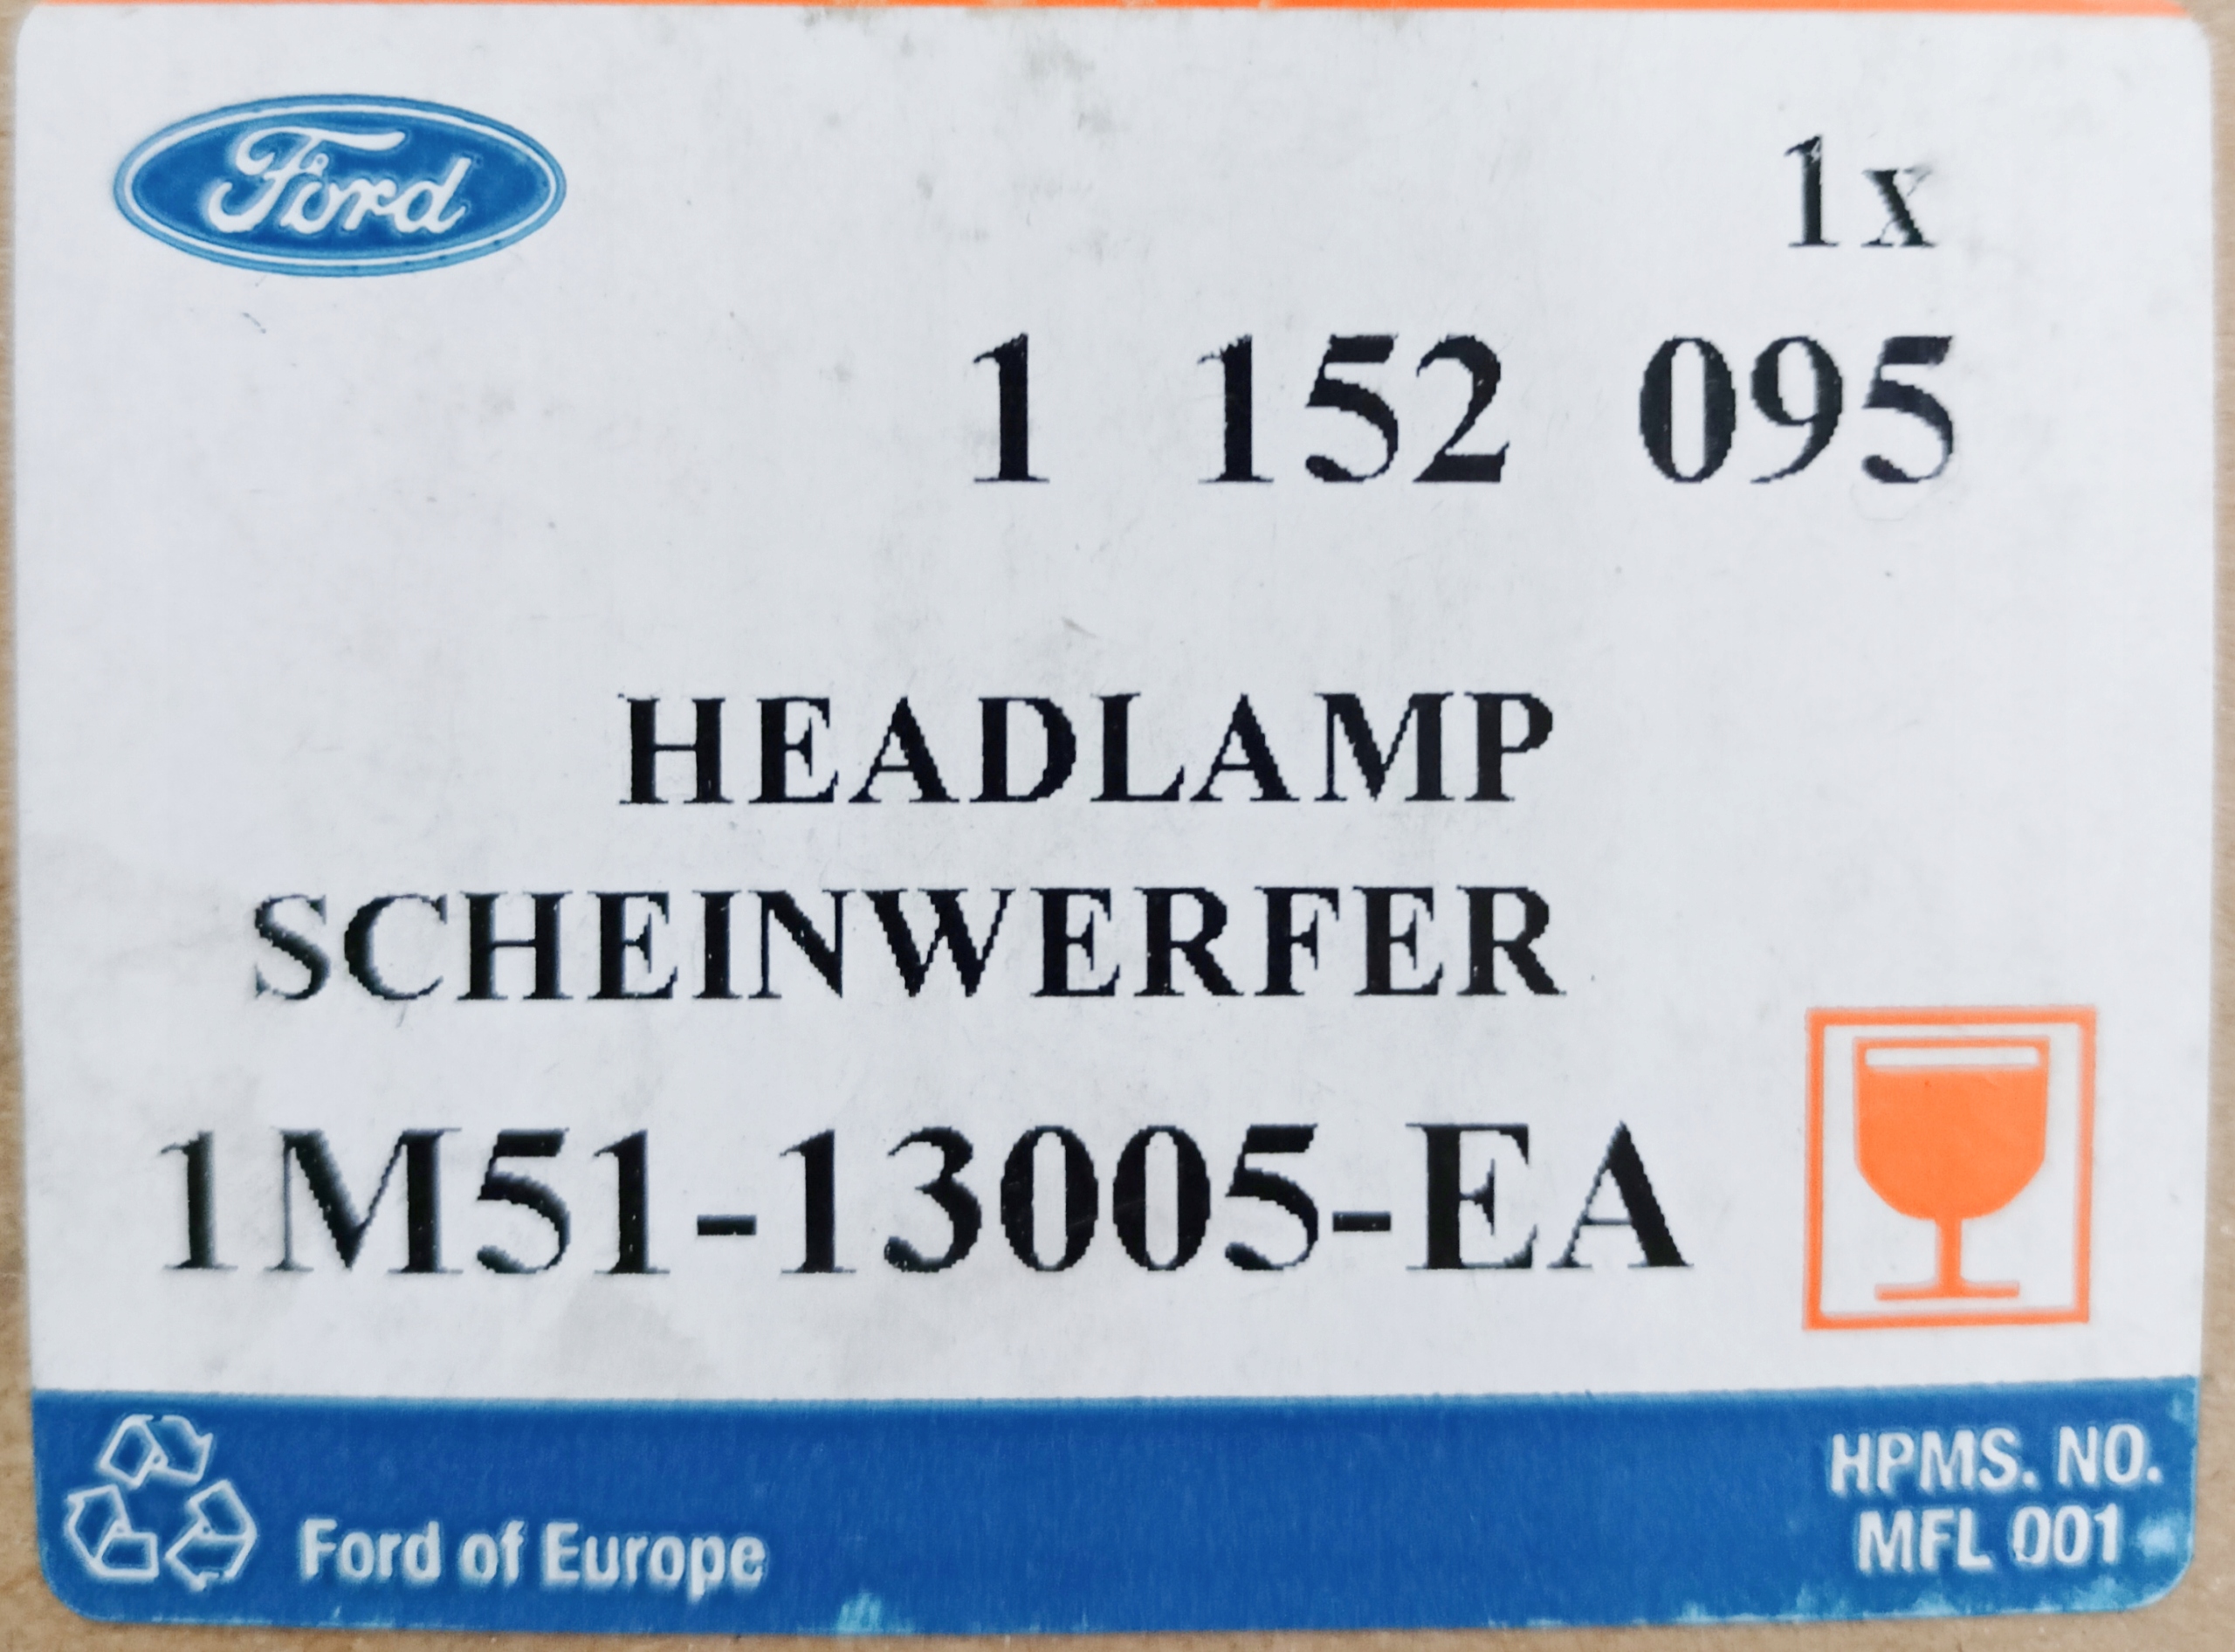 Ford
1x
1 152 095
HEADLAMP
SCHEINWERFER
1M51-13005-EA
Ford of Europe
HPMS. NO.
MFL 001